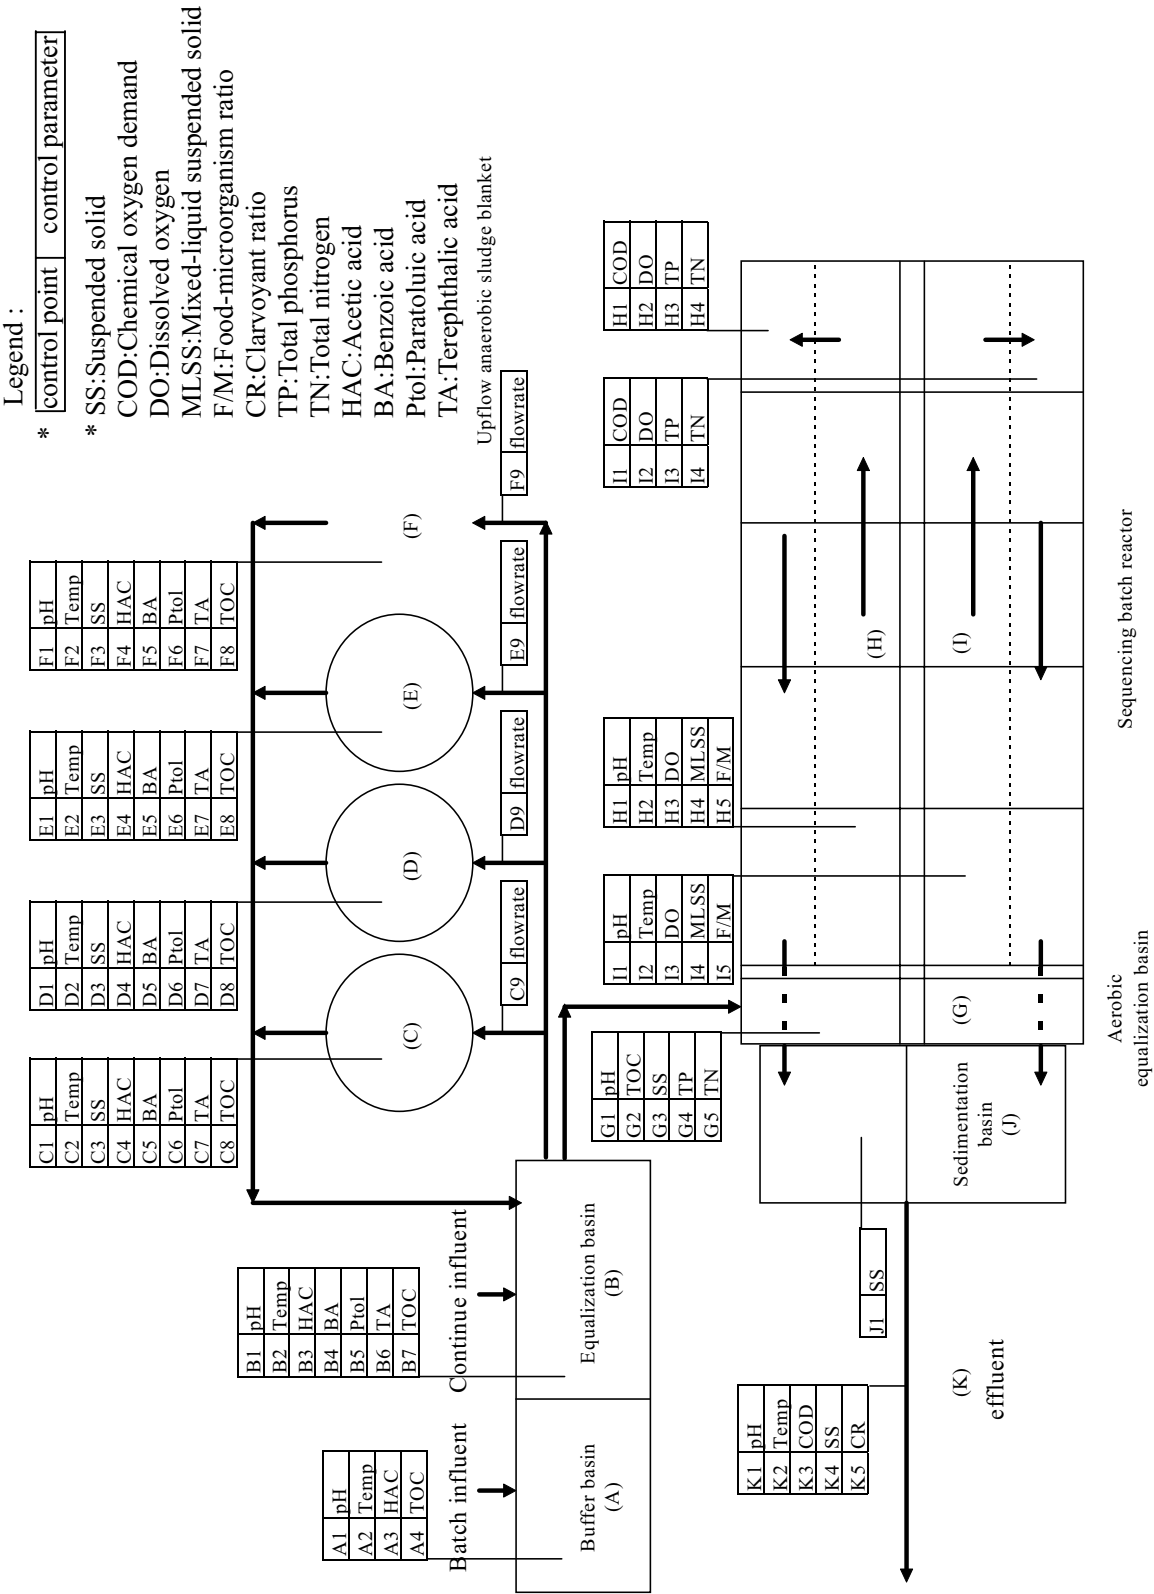 Legend :
* control point control parameter
* SS:Suspended solid
COD:Chemical oxygen demand
DO:Dissolved oxygen
MLSS:Mixed-liquid suspended solid
F/M:Food-microorganism ratio
CR:Clarvoyant ratio
TP:Total phosphorus
TN:Total nitrogen
HAC:Acetic acid
BA:Benzoic acid
Ptol:Paratoluic acid
TA:Terephthalic acid
Upflow anaerobic sludge blanket
A1 pH
A2 Temp
A3 HAC
A4 TOC
Batch influent
Buffer basin
(A)
B1 pH
B2 Temp
B3 HAC
B4 BA
B5 Ptol
B6 TA
B7 TOC
Continue influent
Equalization basin
(B)
C1 pH
C2 Temp
C3 SS
C4 HAC
C5 BA
C6 Ptol
C7 TA
C8 TOC
(C)
C9 flowrate
D1 pH
D2 Temp
D3 SS
D4 HAC
D5 BA
D6 Ptol
D7 TA
D8 TOC
(D)
D9 flowrate
E1 pH
E2 Temp
E3 SS
E4 HAC
E5 BA
E6 Ptol
E7 TA
E8 TOC
(E)
E9 flowrate
F1 pH
F2 Temp
F3 SS
F4 HAC
F5 BA
F6 Ptol
F7 TA
F8 TOC
(F)
F9 flowrate
G1 pH
G2 TOC
G3 SS
G4 TP
G5 TN
(G)
Aerobic
equalization basin
I1 pH
I2 Temp
I3 DO
I4 MLSS
I5 F/M
H1 pH
H2 Temp
H3 DO
H4 MLSS
H5 F/M
I1 COD
I2 DO
I3 TP
I4 TN
H1 COD
H2 DO
H3 TP
H4 TN
(H)
(I)
Sequencing batch reactor
Sedimentation
basin
(J)
J1 SS
K1 pH
K2 Temp
K3 COD
K4 SS
K5 CR
(K)
effluent